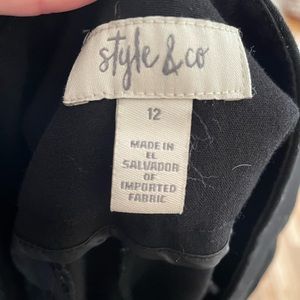 style & co
12
MADE IN
EL
SALVADOR
OF
IMPORTED
FABRIC